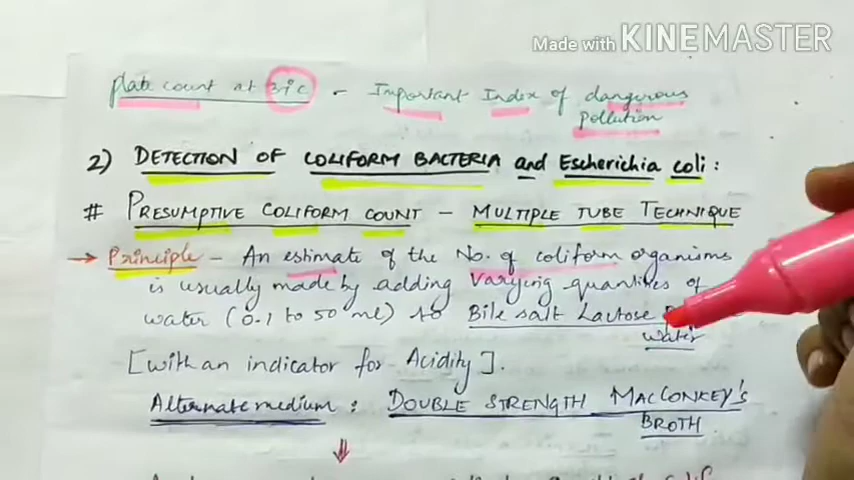 Made with KINEMASTER
plate count at 37°C - Important Index of dangerous
pollution
2) DETECTION OF COLIFORM BACTERIA and Escherichia coli :
# PRESUMPTIVE COLIFORM COUNT - MULTIPLE TUBE TECHNIQUE
→ Principle - An estimate of the No. of coliform organisms
is usually made by adding varying quantities of
water (0.1 to 50 ml) to Bile salt Lactose
water
[with an indicator for Acidity].
Alternate medium : DOUBLE STRENGTH MACCONKEY'S
BROTH